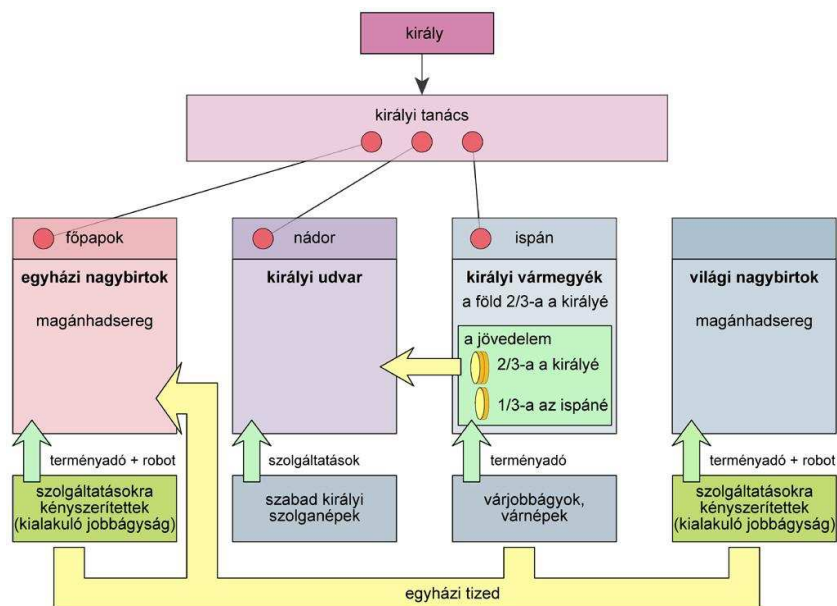 király
királyi tanács
főpapok
egyházi nagybirtok
magánhadsereg
nádor
királyi udvar
ispán
királyi vármegyék
a föld 2/3-a a királyé
a jövedelem
2/3-a a királyé
1/3-a az ispáné
világi nagybirtok
magánhadsereg
terményadó + robot
szolgáltatások
terményadó
terményadó + robot
szolgáltatásokra
kényszerítettek
(kialakuló jobbágyság)
szabad királyi
szolganépek
várjobbágyok,
várnépek
szolgáltatásokra
kényszerítettek
(kialakuló jobbágyság)
egyházi tized